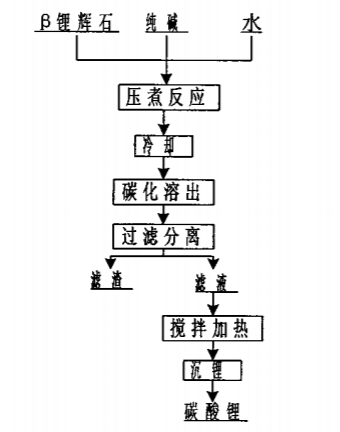 β锂辉石 纯碱 水
压煮反应
冷却
碳化溶出
过滤分离
滤渣 滤液
搅拌加热
沉锂
碳酸锂